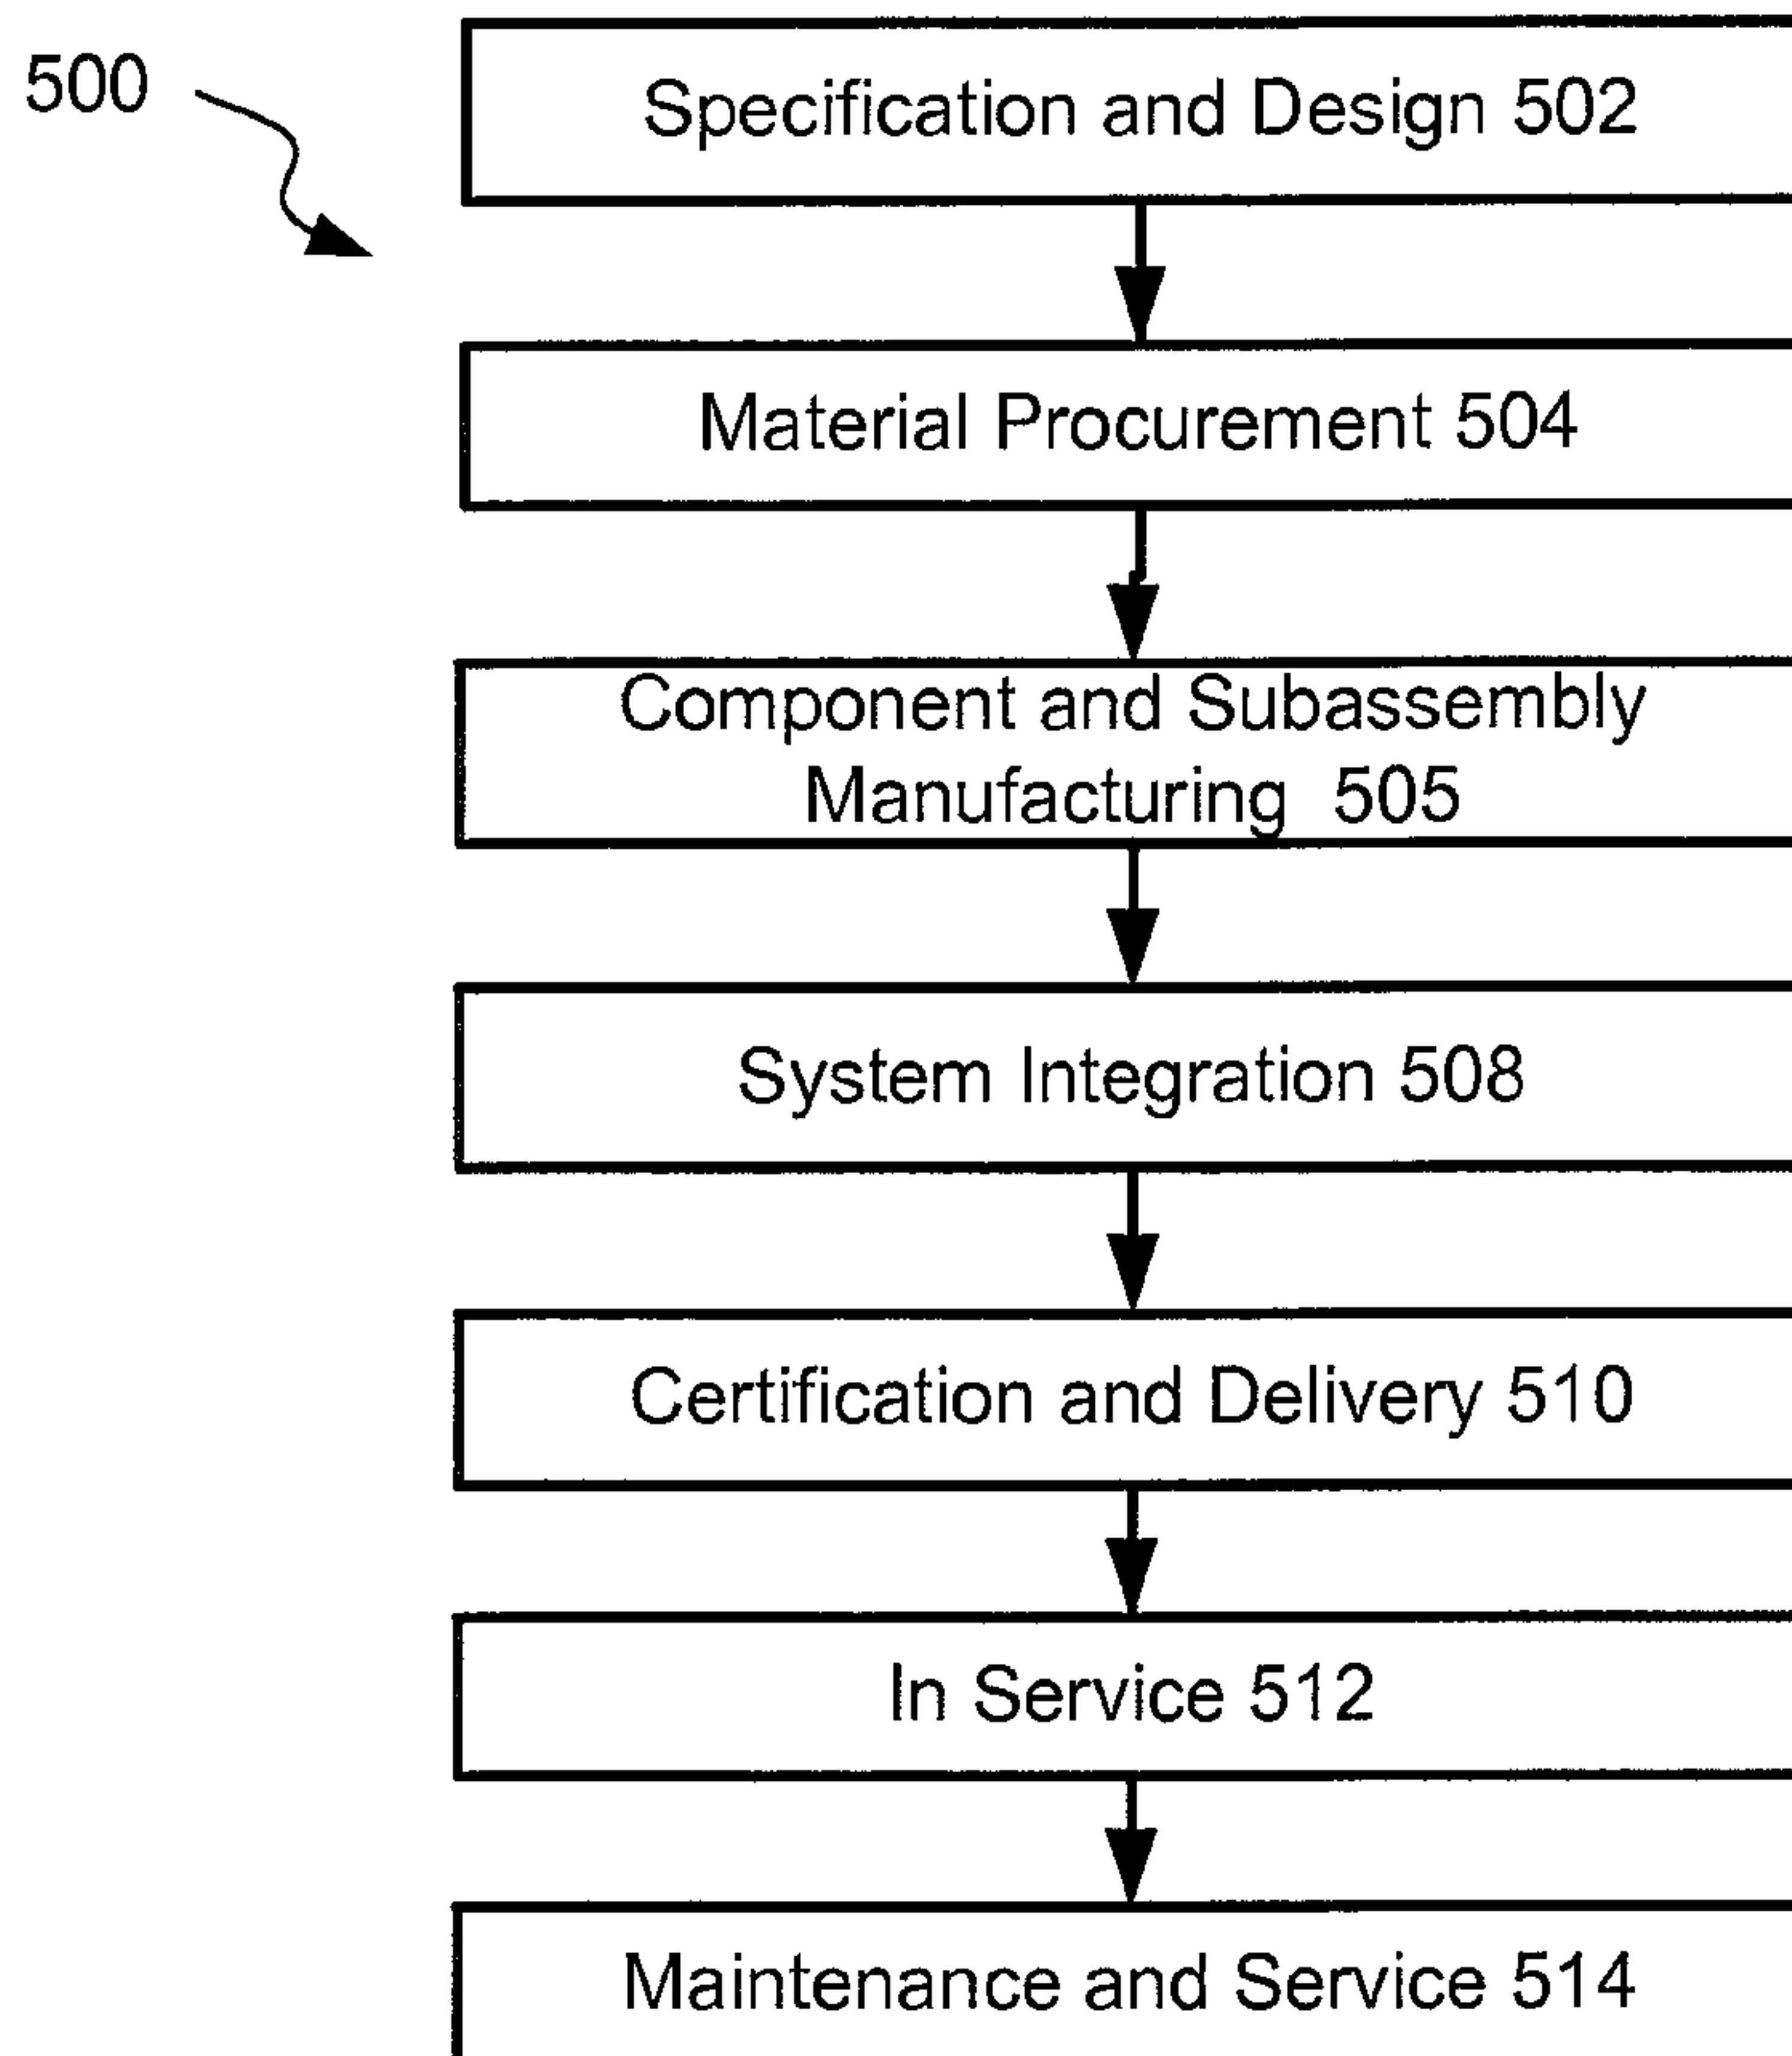 500
Specification and Design 502
Material Procurement 504
Component and Subassembly
Manufacturing 505
System Integration 508
Certification and Delivery 510
In Service 512
Maintenance and Service 514